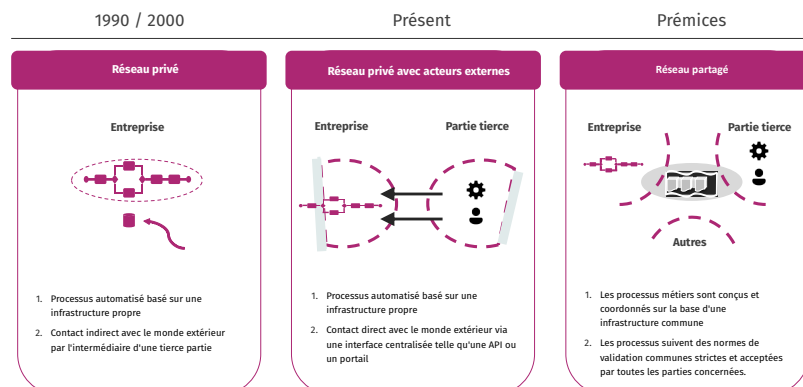 1990 / 2000
Présent
Prémices
Réseau privé
Entreprise
1. Processus automatisé basé sur une
infrastructure propre
2. Contact indirect avec le monde extérieur
par l'intermédiaire d'une tierce partie
Réseau privé avec acteurs externes
Entreprise
Partie tierce
1. Processus automatisé basé sur une
infrastructure propre
2. Contact direct avec le monde extérieur via
une interface centralisée telle qu'une API ou
un portail
Réseau partagé
Entreprise
Partie tierce
Autres
1. Les processus métiers sont conçus et
coordonnés sur la base d'une
infrastructure commune
2. Les processus suivent des normes de
validation communes strictes et acceptées
par toutes les parties concernées.